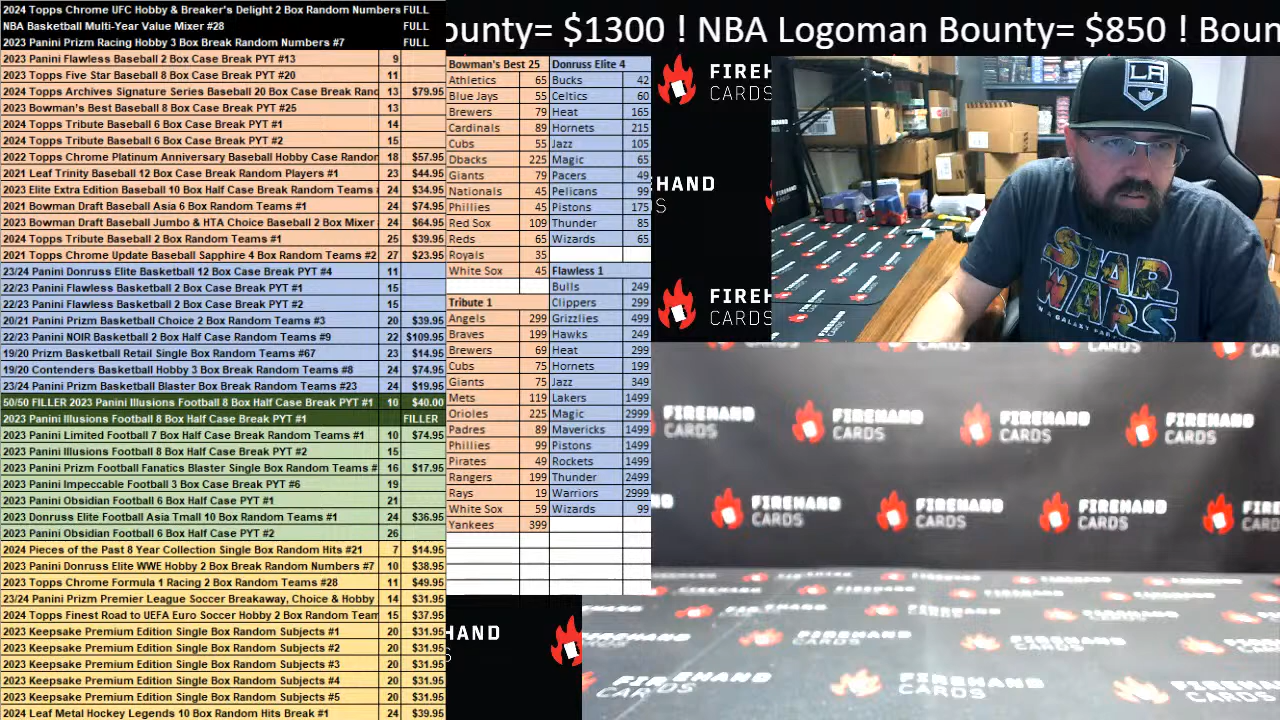 2024 Topps Chrome UFC Hobby & Breaker's Delight 2 Box Random Numbers FULL
NBA Basketball Multi-Year Value Mixer #28 FULL
2023 Panini Prizm Racing Hobby 3 Box Break Random Numbers #7 FULL
2023 Panini Flawless Baseball 2 Box Case Break PYT #13 9
2023 Topps Five Star Baseball 8 Box Case Break PYT #20 11
2024 Topps Archives Signature Series Baseball 20 Box Case Break Ranc 13 $79.95
2023 Bowman's Best Baseball 8 Box Case Break PYT #25 13
2024 Topps Tribute Baseball 6 Box Case Break PYT #1 14
2024 Topps Tribute Baseball 6 Box Case Break PYT #2 15
2022 Topps Chrome Platinum Anniversary Baseball Hobby Case Randor 18 $57.95
2021 Leaf Trinity Baseball 12 Box Case Break Random Players #1 23 $44.95
2023 Elite Extra Edition Baseball 10 Box Half Case Break Random Teams 24 $34.95
2021 Bowman Draft Baseball Asia 6 Box Random Teams #1 24 $74.95
2023 Bowman Draft Baseball Jumbo & HTA Choice Baseball 2 Box Mixer 24 $64.95
2024 Topps Tribute Baseball 2 Box Random Teams #1 25 $39.95
2021 Topps Chrome Update Baseball Sapphire 4 Box Random Teams #2 27 $23.95
23/24 Panini Donruss Elite Basketball 12 Box Case Break PYT #4 11
22/23 Panini Flawless Basketball 2 Box PYT #1 15
22/23 Panini Flawless Basketball 2 Box PYT #2 15
20/21 Panini Prizm Basketball Choice 2 Box Random Teams #3 20 $39.95
22/23 Panini NOIR Basketball 2 Box Half Case Break Random Teams #9 22 $109.95
19/20 Prizm Basketball Retail Single Box Random Teams #67 23 $14.95
19/20 Contenders Basketball Hobby 3 Box Break Random Teams #8 24 $74.95
23/24 Panini Prizm Basketball Blaster Box Break Random Teams #23 24 $19.95
50/50 FILLER 2023 Panini Illusions Football 8 Box Half Case Break PYT #1 10 $40.00
2023 Panini Illusions Football 8 Box Half Case Break PYT #1 FILLER
2023 Panini Limited Football 7 Box Half Case Break Random Teams #1 10 $74.95
2023 Panini Illusions Football 8 Box Half Case Break PYT #2 15
2023 Panini Prizm Football Fanatics Blaster Single Box Random Teams # 16 $17.95
2023 Panini Impeccable Football 3 Box Case Break PYT #6 19
2023 Panini Obsidian Football 6 Box Half Case PYT #1 21
2023 Donruss Elite Football Asia Tmall 10 Box Random Teams #1 24 $36.95
2023 Panini Obsidian Football 6 Box Half Case PYT #2 26
2024 Pieces of the Past 8 Year Collection Single Box Random Hits #21 7 $14.95
2023 Panini Donruss Elite WWE Hobby 2 Box Break Random Numbers #7 10 $38.95
2023 Topps Chrome Formula 1 Racing 2 Box Random Teams #28 11 $49.95
23/24 Panini Prizm Premier League Soccer Breakaway, Choice & Hobby 14 $31.95
2024 Topps Finest Road to UEFA Euro Soccer Hobby 2 Box Random Tear 15 $37.95
2023 Keepsake Premium Edition Single Box Random Subjects #1 20 $31.95
2023 Keepsake Premium Edition Single Box Random Subjects #2 20 $31.95
2023 Keepsake Premium Edition Single Box Random Subjects #3 20 $31.95
2023 Keepsake Premium Edition Single Box Random Subjects #4 20 $31.95
2023 Keepsake Premium Edition Single Box Random Subjects #5 20 $31.95
2024 Leaf Metal Hockey Legends 10 Box Random Hits Break #1 24 $39.95
ounty= $1300 ! NBA Logoman Bounty= $850 ! Boun
Bowman's Best 25
Athletics 65
Blue Jays 55
Brewers 79
Cardinals 89
Cubs 55
Dbacks 225
Giants 79
Nationals 45
Phillies 45
Red Sox 109
Reds 65
Royals 35
White Sox 45
Tribute 1
Angels 299
Braves 199
Brewers 69
Cubs 75
Giants 75
Mets 119
Orioles 225
Padres 89
Phillies 99
Pirates 49
Rangers 199
Rays 19
White Sox 59
Yankees 399
Donruss Elite 4
Bucks 42
Celtics 60
Heat 165
Hornets 215
Jazz 105
Magic 65
Pacers 49
Pelicans 99
Pistons 175
Thunder 85
Wizards 65
Flawless 1
Bulls 249
Clippers 299
Grizzlies 499
Hawks 249
Heat 299
Hornets 199
Jazz 349
Lakers 1499
Magic 2999
Mavericks 1499
Pistons 1499
Rockets 1499
Thunder 2499
Warriors 2999
Wizards 99
FIREH
CARDS
HAND
S
FIREH
CARDS
HAND
LA
STAR
WARS
FIREHAND
CARDS
FIREHAND
CARDS
FIREHAND
CARDS
FIREHAND
CARDS
FIREHAND
CARDS
FIREHAND
CARDS
FIREHAND
CARDS